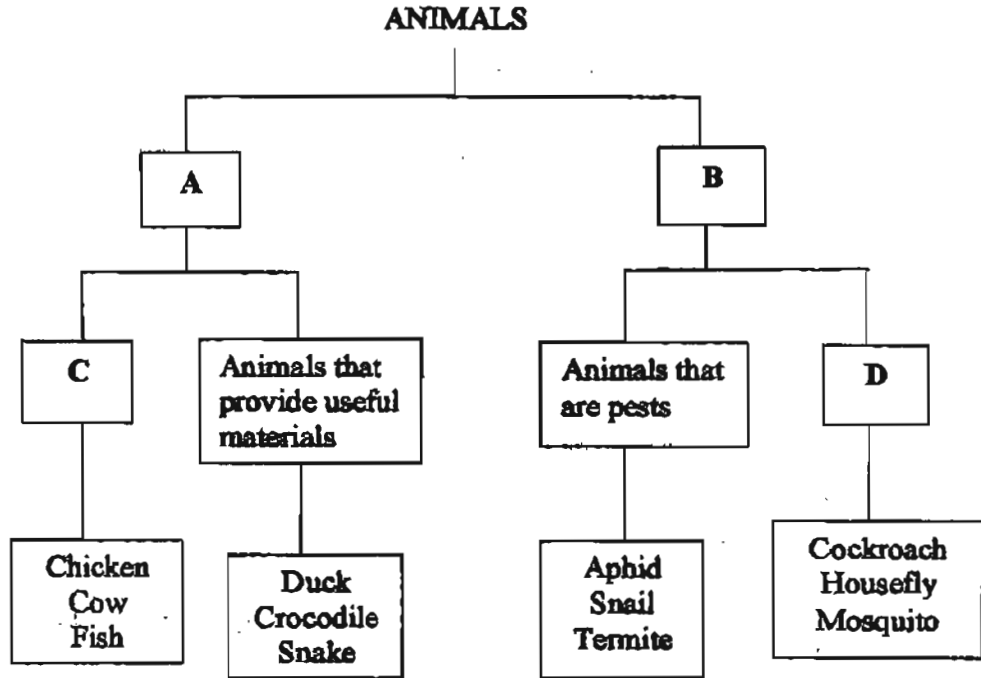 ANIMALS
A
B
C
Animals that
provide useful
materials
Animals that
are pests
D
Chicken
Cow
Fish
Duck
Crocodile
Snake
Aphid
Snail
Termite
Cockroach
Housefly
Mosquito